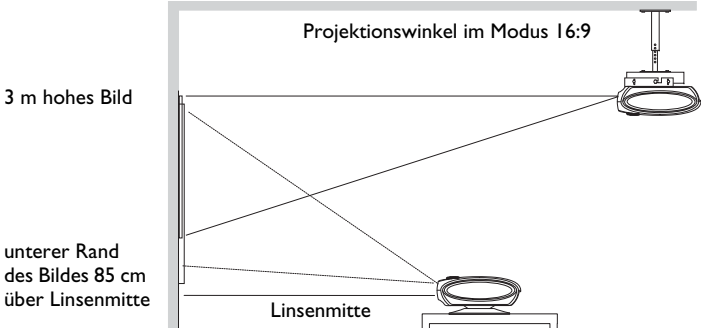 Projektionswinkel im Modus 16:9
3 m hohes Bild
unterer Rand
des Bildes 85 cm
über Linsenmitte
Linsenmitte